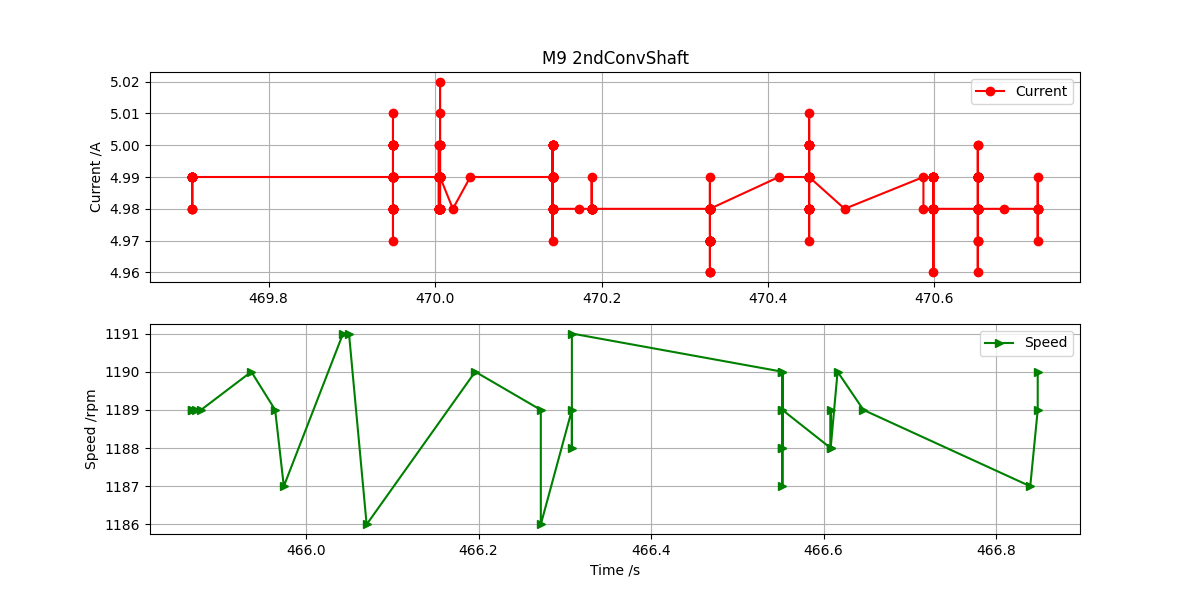 M9 2ndConvShaft
Current /A
5.02
5.01
5.00
4.99
4.98
4.97
4.96
Current
469.8 470.0 470.2 470.4 470.6
Speed /rpm
1191
1190
1189
1188
1187
1186
Speed
466.0 466.2 466.4 466.6 466.8
Time /s